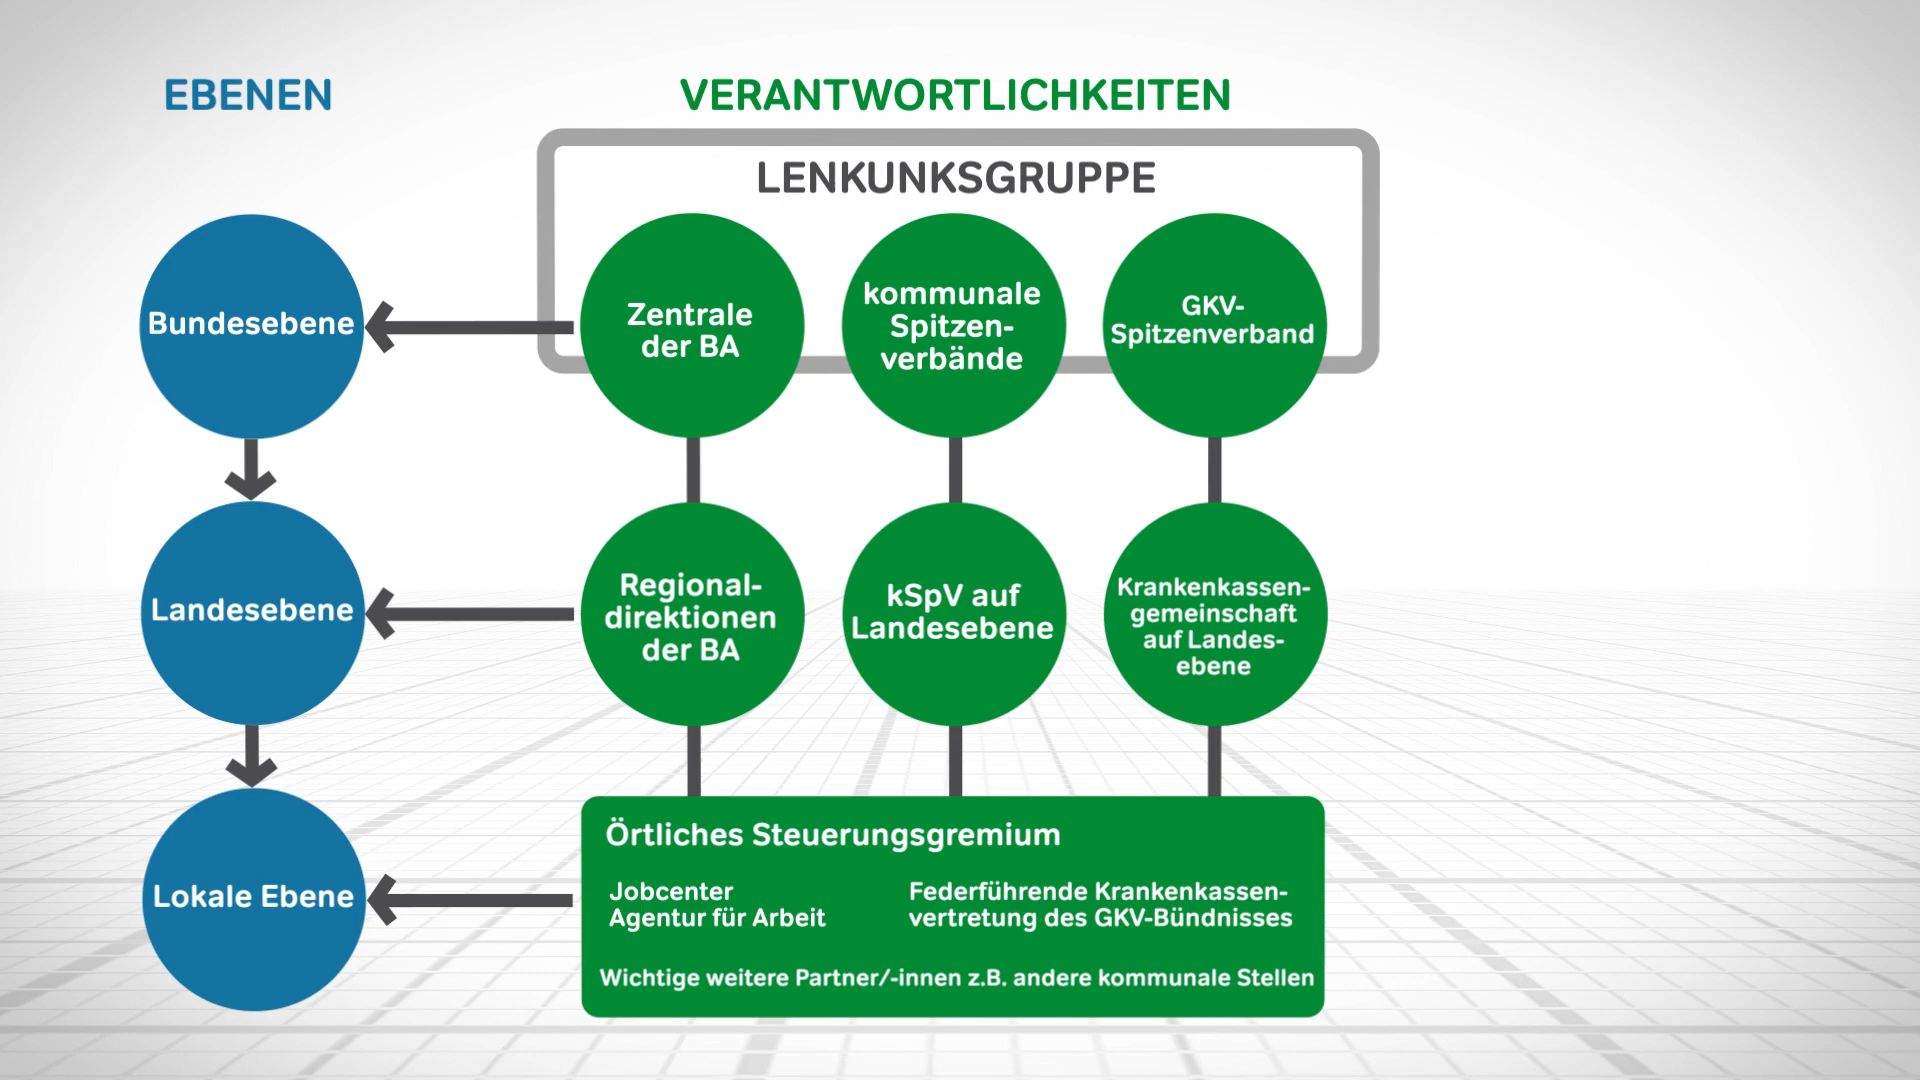 EBENEN
VERANTWORTLICHKEITEN
LENKUNKSGRUPPE
Bundesebene
Zentrale
der BA
kommunale
Spitzen-
verbände
GKV-
Spitzenverband
Landesebene
Regional-
direktionen
der BA
kSpV auf
Landesebene
Krankenkassen-
gemeinschaft
auf Landes-
ebene
Lokale Ebene
Örtliches Steuerungsgremium
Jobcenter
Agentur für Arbeit
Federführende Krankenkassen-
vertretung des GKV-Bündnisses
Wichtige weitere Partner/-innen z.B. andere kommunale Stellen